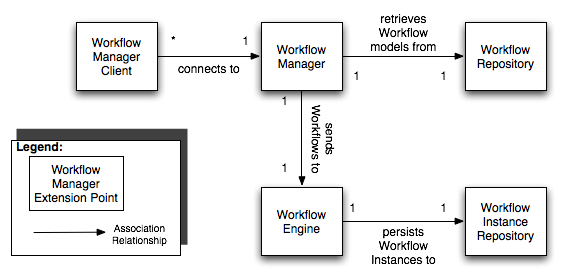 Workflow
Manager
Client
*
1
connects to
Workflow
Manager
retrieves
Workflow
models from
1
1
Workflow
Repository
1
sends
Workflows to
1
Legend:
Workflow
Manager
Extension Point
Association
Relationship
Workflow
Engine
1
1
persists
Workflow
Instances to
Workflow
Instance
Repository